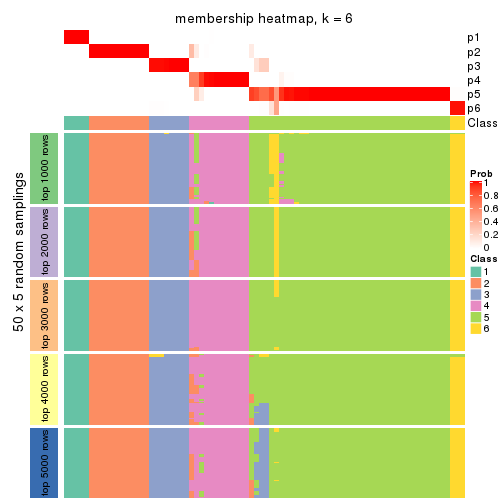 membership heatmap, k = 6
p1
p2
p3
p4
p5
p6
Class
50 x 5 random samplings
top 1000 rows
top 2000 rows
top 3000 rows
top 4000 rows
top 5000 rows
Prob
1
0.8
0.6
0.4
0.2
0
Class
1
2
3
4
5
6